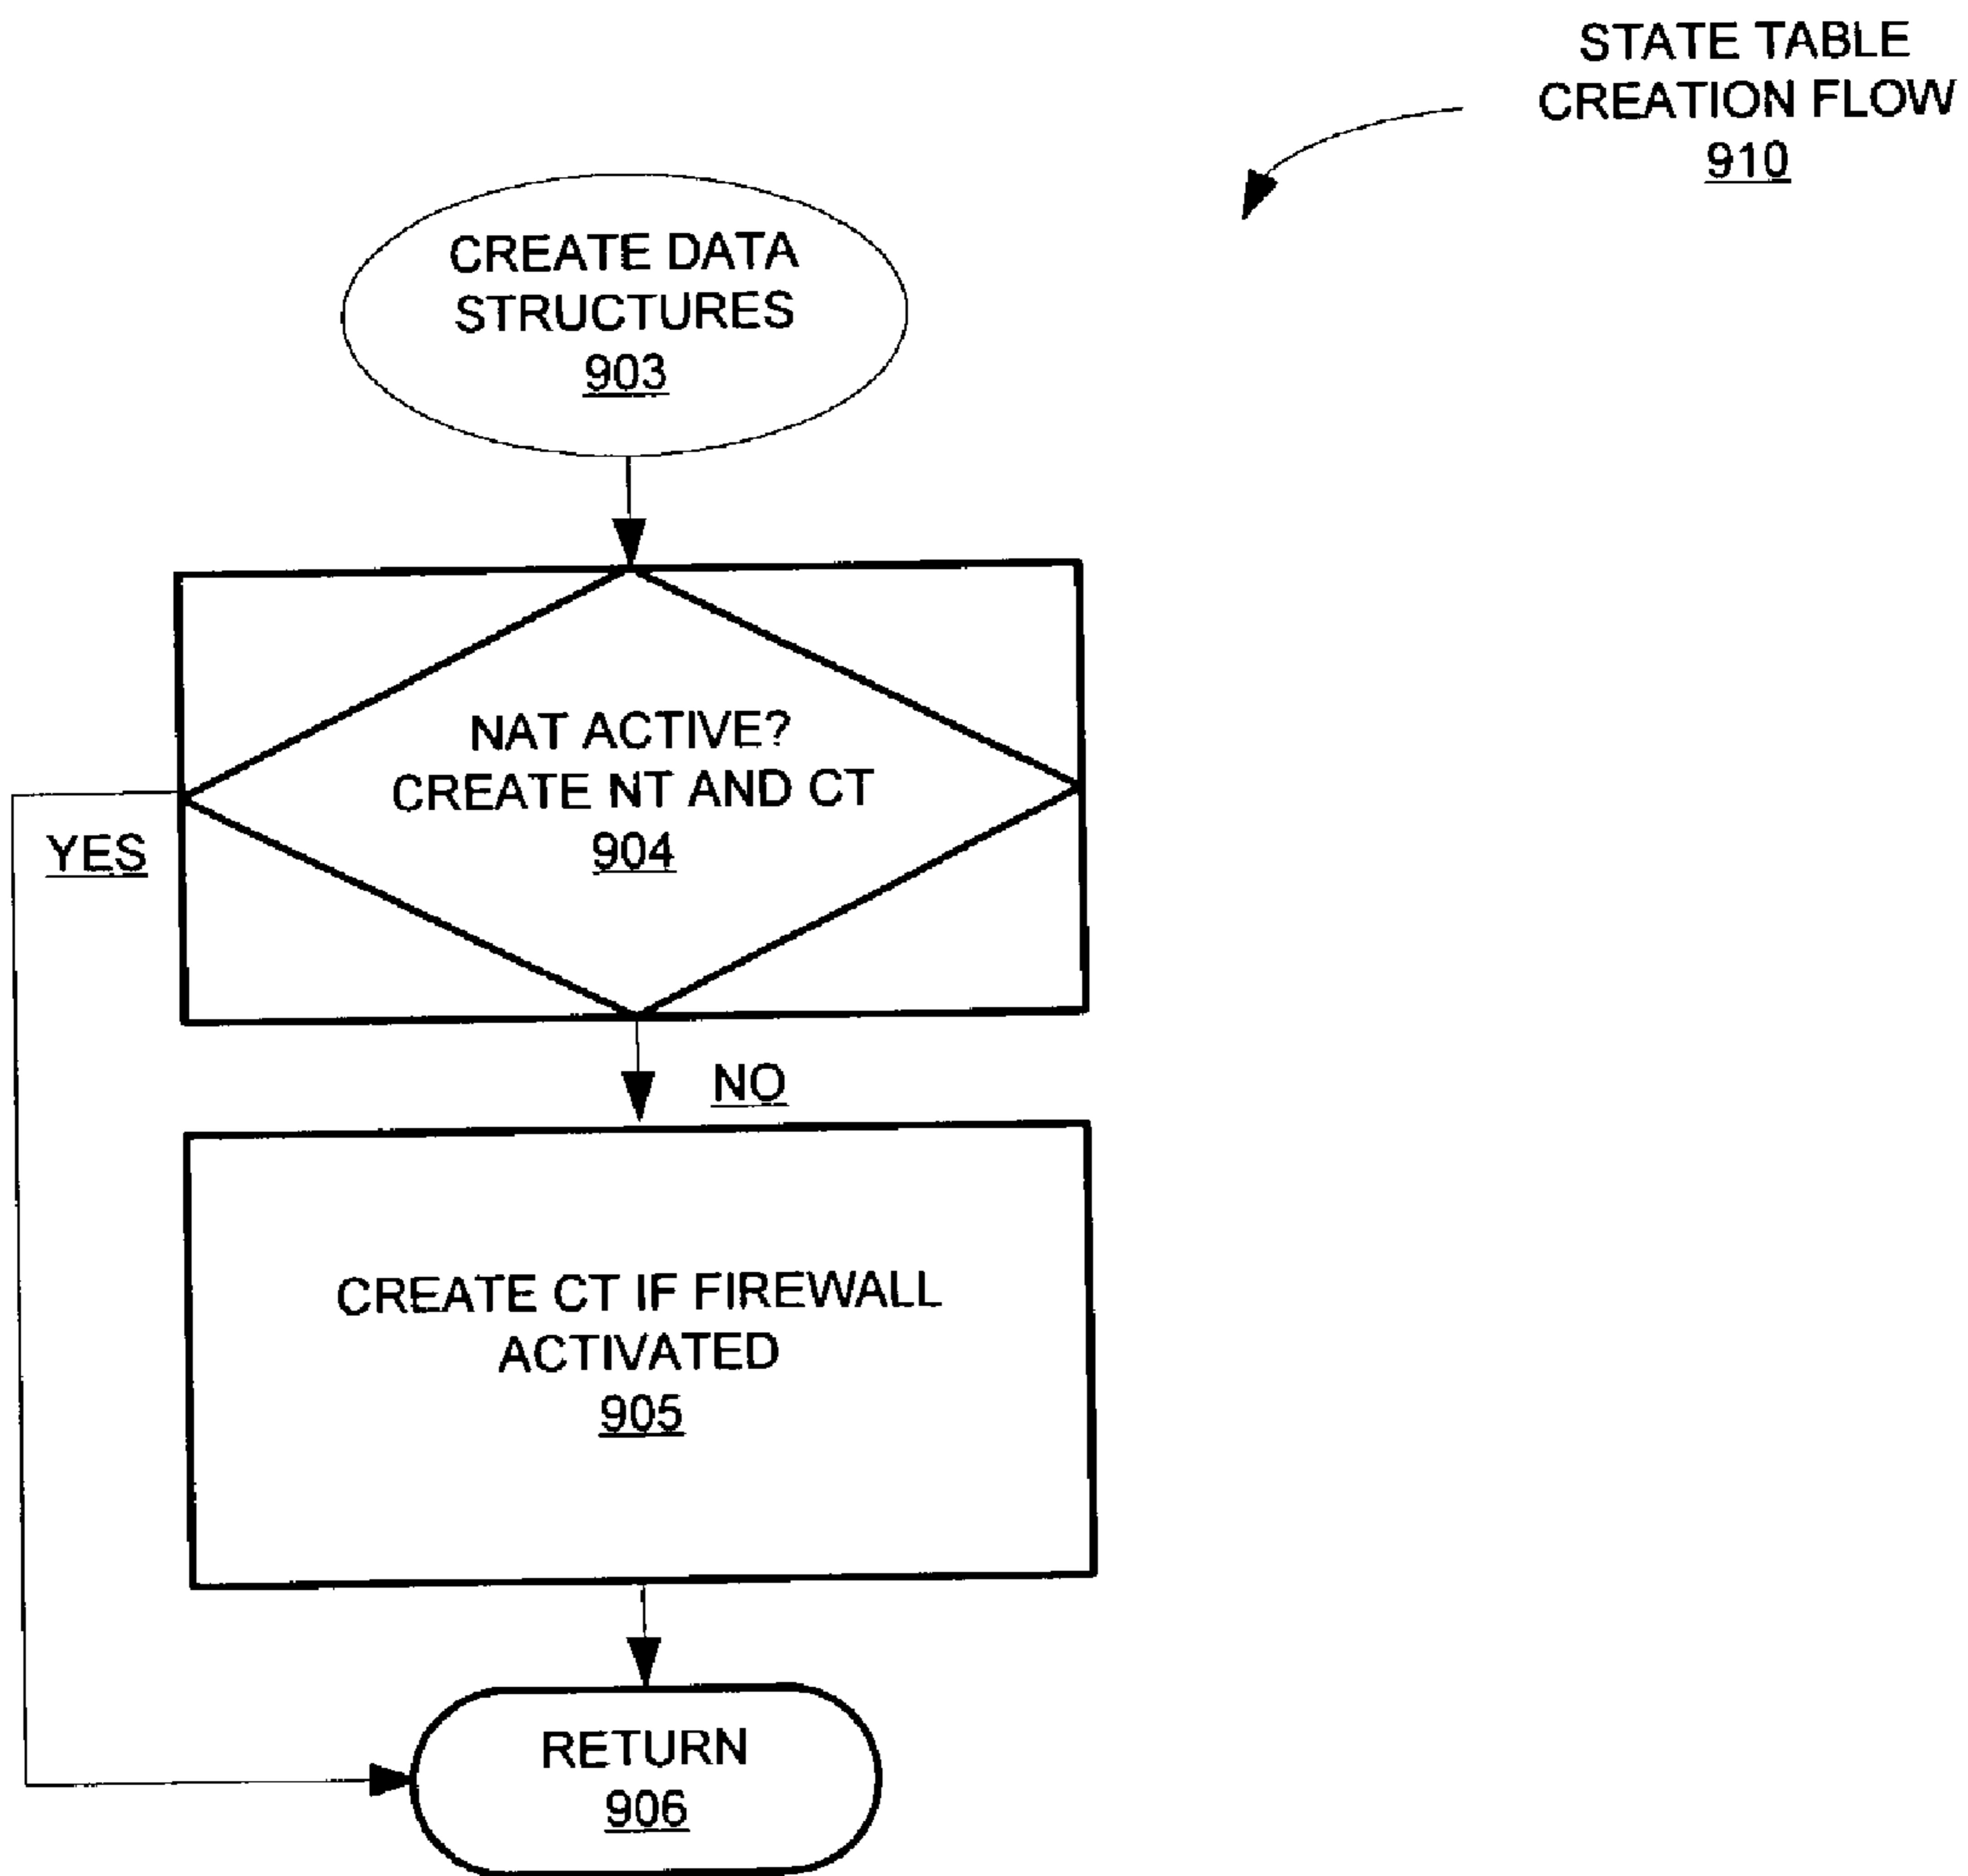 STATE TABLE
CREATION FLOW
910
CREATE DATA
STRUCTURES
903
NAT ACTIVE?
CREATE NT AND CT
904
YES
NO
CREATE CT IF FIREWALL
ACTIVATED
905
RETURN
906